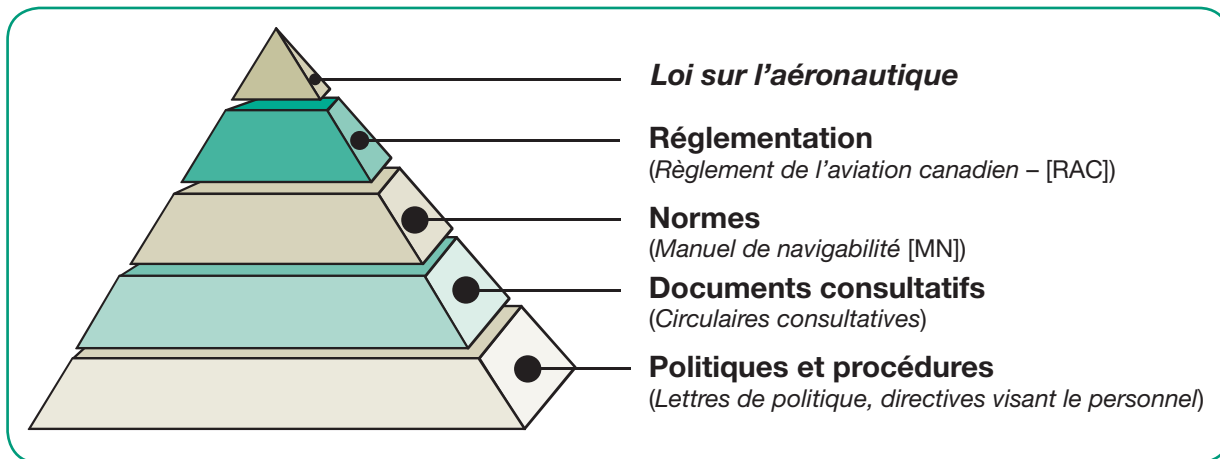 Loi sur l’aéronautique
Réglementation
(Règlement de l’aviation canadien – [RAC])
Normes
(Manuel de navigabilité [MN])
Documents consultatifs
(Circulaires consultatives)
Politiques et procédures
(Lettres de politique, directives visant le personnel)